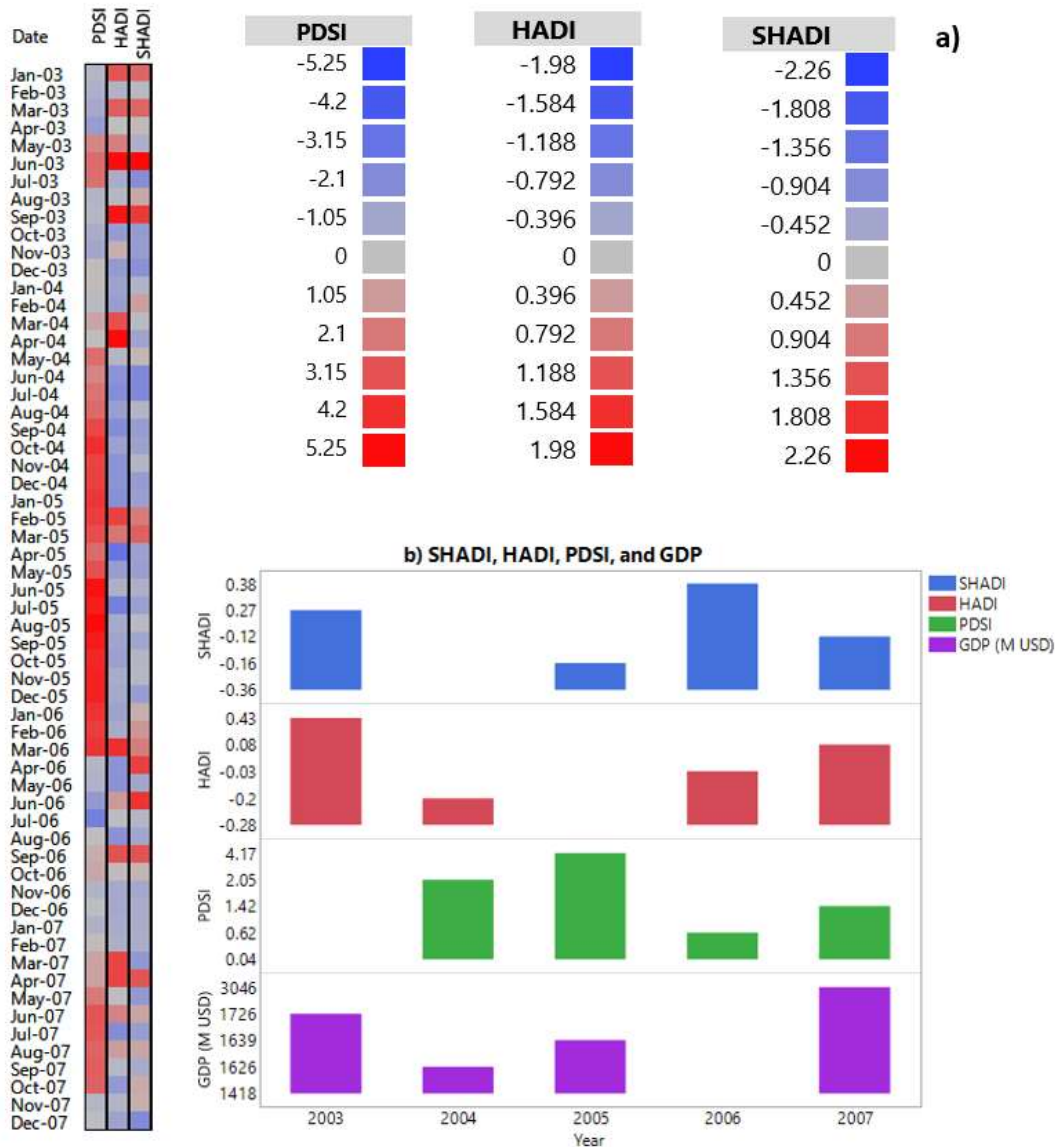 Date
PDSI
HADI
SHADI
Jan-03
Feb-03
Mar-03
Apr-03
May-03
Jun-03
Jul-03
Aug-03
Sep-03
Oct-03
Nov-03
Dec-03
Jan-04
Feb-04
Mar-04
Apr-04
May-04
Jun-04
Jul-04
Aug-04
Sep-04
Oct-04
Nov-04
Dec-04
Jan-05
Feb-05
Mar-05
Apr-05
May-05
Jun-05
Jul-05
Aug-05
Sep-05
Oct-05
Nov-05
Dec-05
Jan-06
Feb-06
Mar-06
Apr-06
May-06
Jun-06
Jul-06
Aug-06
Sep-06
Oct-06
Nov-06
Dec-06
Jan-07
Feb-07
Mar-07
Apr-07
May-07
Jun-07
Jul-07
Aug-07
Sep-07
Oct-07
Nov-07
Dec-07
PDSI
-5.25
-4.2
-3.15
-2.1
-1.05
0
1.05
2.1
3.15
4.2
5.25
HADI
-1.98
-1.584
-1.188
-0.792
-0.396
0
0.396
0.792
1.188
1.584
1.98
SHADI
-2.26
-1.808
-1.356
-0.904
-0.452
0
0.452
0.904
1.356
1.808
2.26
a)
b) SHADI, HADI, PDSI, and GDP
SHADI
0.38
0.27
-0.12
-0.16
-0.36
HADI
0.43
0.08
-0.03
-0.2
-0.28
PDSI
4.17
2.05
1.42
0.62
0.04
GDP (M USD)
3046
1726
1639
1626
1418
2003
2004
2005
2006
2007
Year
SHADI
HADI
PDSI
GDP (M USD)